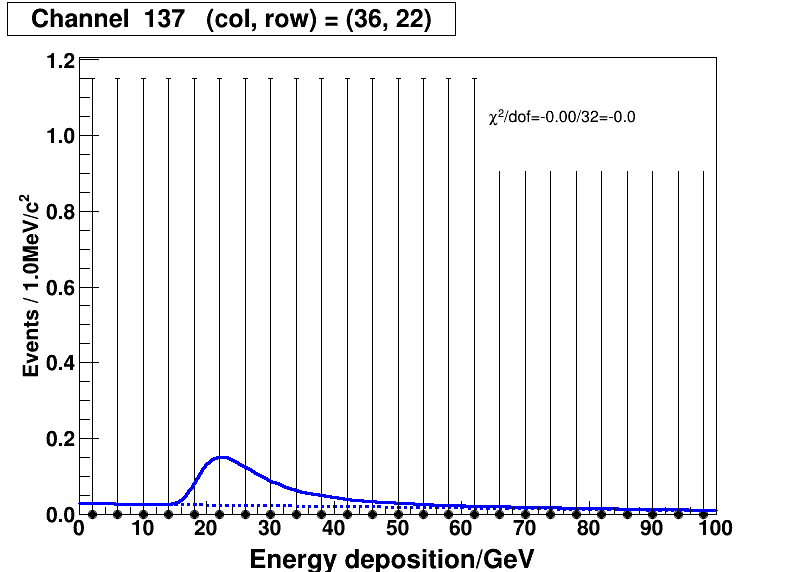 Channel 137 (col, row) = (36, 22)
1.2
χ²/dof=-0.00/32=-0.0
1.0
0.8
0.6
0.4
0.2
0.0
Events / 1.0MeV/c²
0 10 20 30 40 50 60 70 80 90 100
Energy deposition/GeV